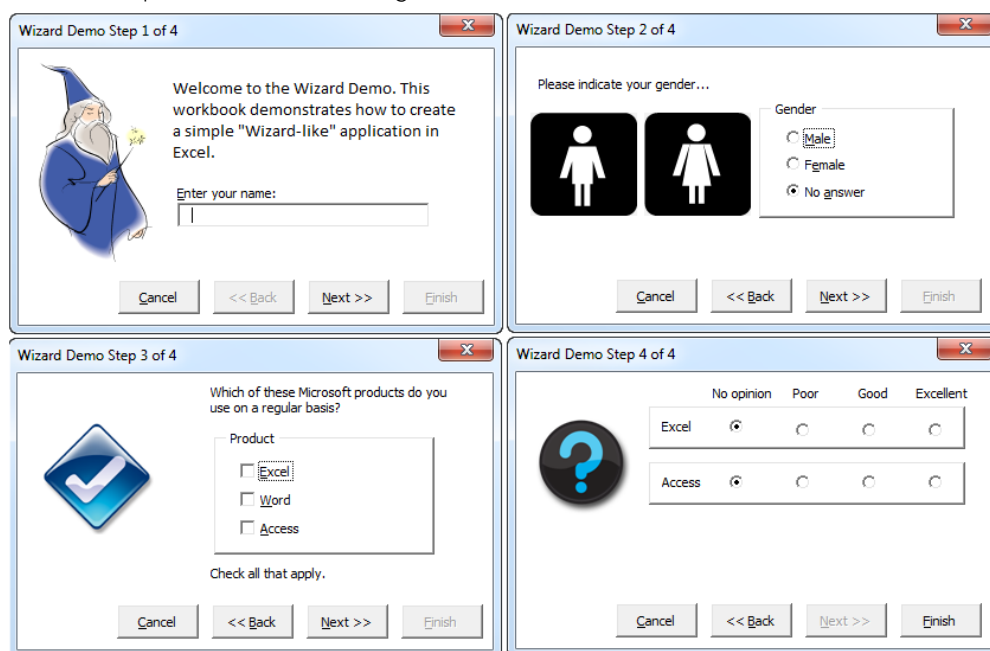 Wizard Demo Step 1 of 4
Welcome to the Wizard Demo. This
workbook demonstrates how to create
a simple "Wizard-like" application in
Excel.
Enter your name:
Cancel << Back Next >> Finish
Wizard Demo Step 2 of 4
Please indicate your gender...
Gender
Male
Female
No answer
Cancel << Back Next >> Finish
Wizard Demo Step 3 of 4
Which of these Microsoft products do you
use on a regular basis?
Product
Excel
Word
Access
Check all that apply.
Cancel << Back Next >> Finish
Wizard Demo Step 4 of 4
No opinion Poor Good Excellent
Excel
Access
Cancel << Back Next >> Finish